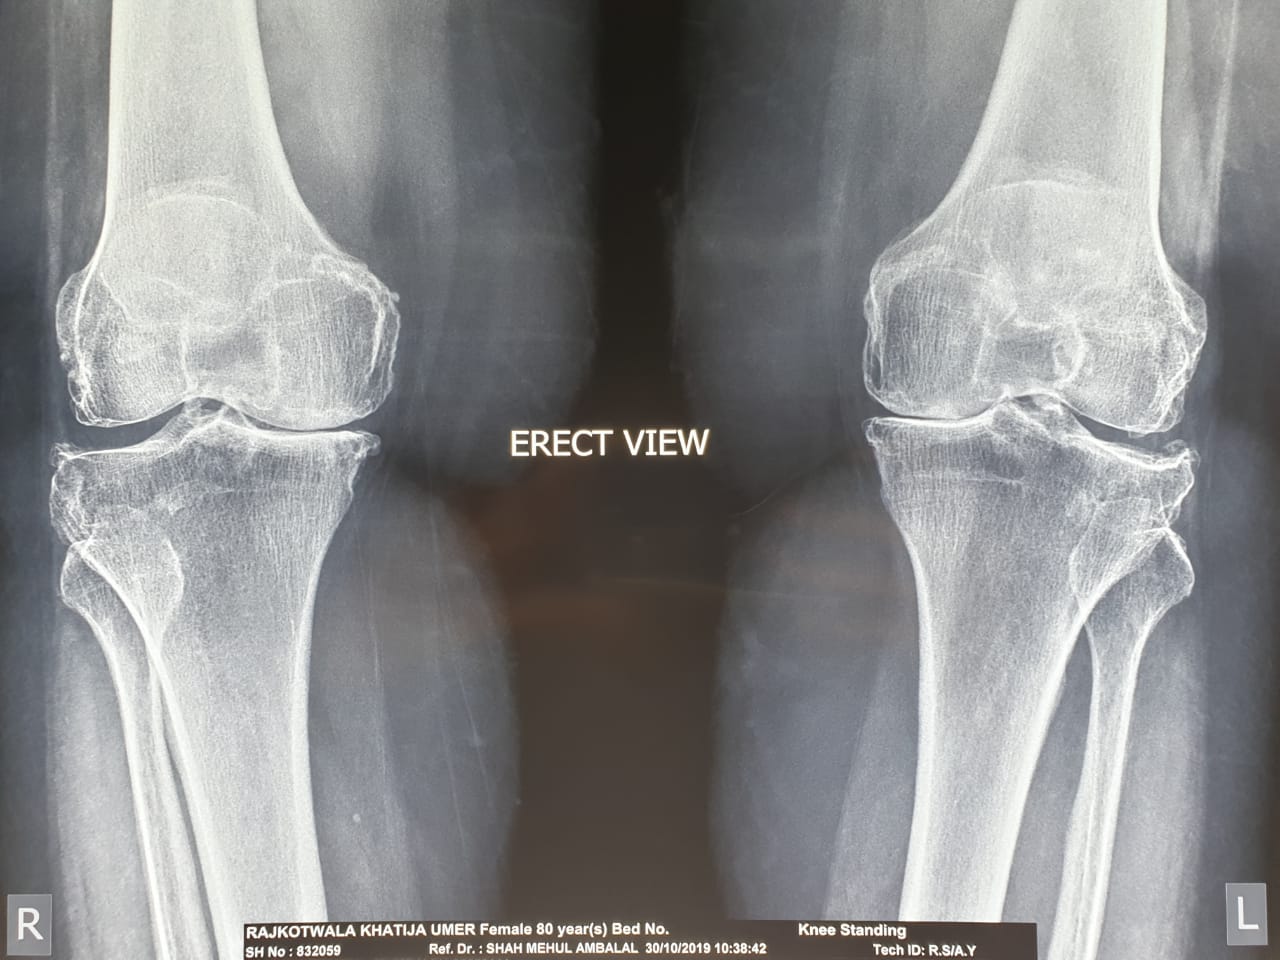 ERECT VIEW
R
L
RAJKOTWALA KHATIJA UMER Female 80 year(s) Bed No. Knee Standing
SH No : 832059 Ref. Dr. : SHAH MEHUL AMBALAL 30/10/2019 10:38:42 Tech ID: R.S/A.Y